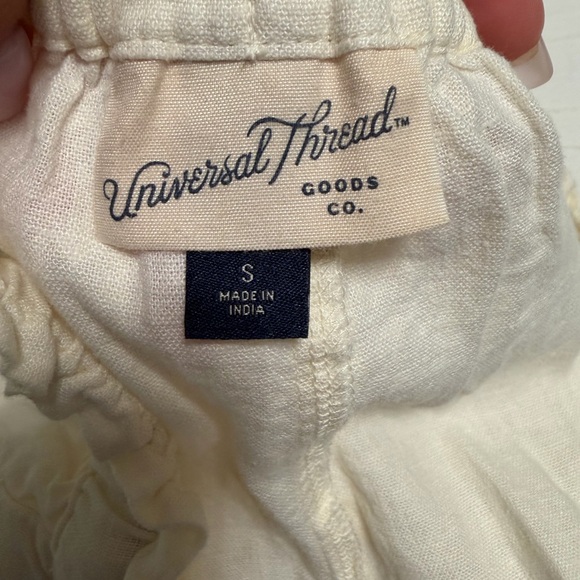 Universal Thread™
GOODS
CO.
S
MADE IN
INDIA